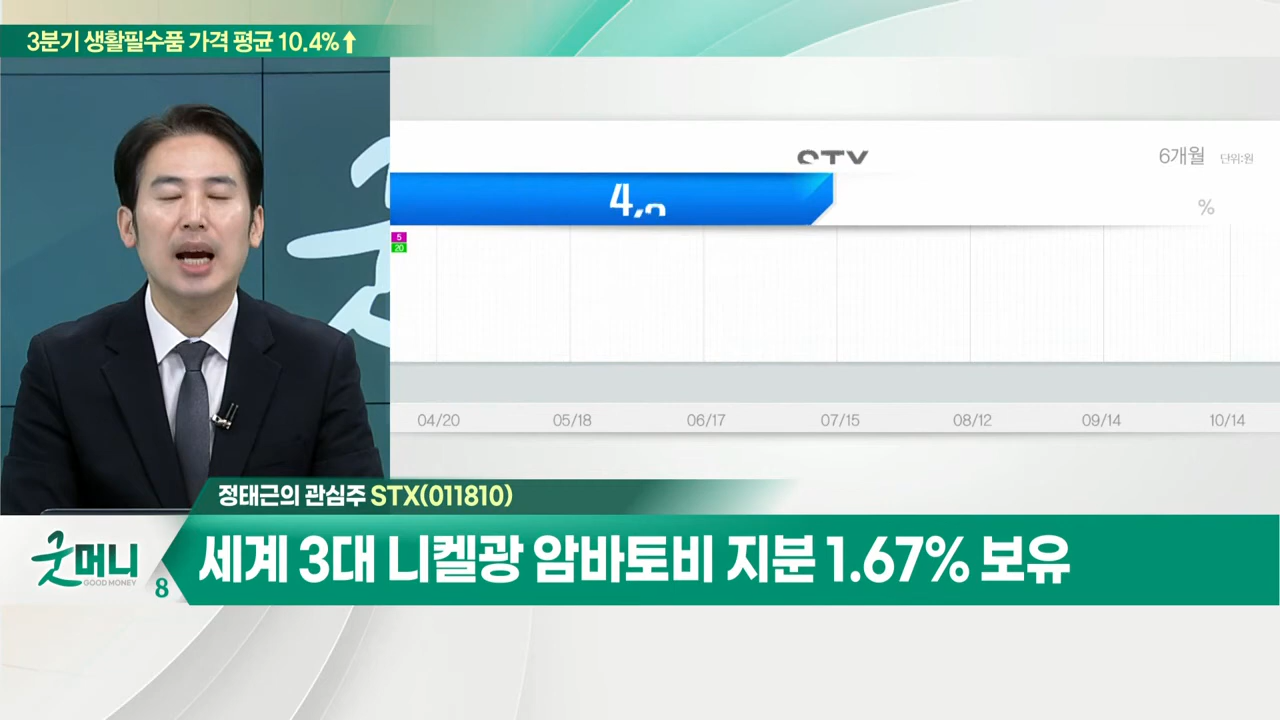 3분기 생활필수품 가격 평균 10.4%↑
STX
6개월 단위:원
%
5
20
04/20 05/18 06/17 07/15 08/12 09/14 10/14
정태근의 관심주 STX(011810)
굿머니
GOOD MONEY
8
세계 3대 니켈광 암바토비 지분 1.67% 보유